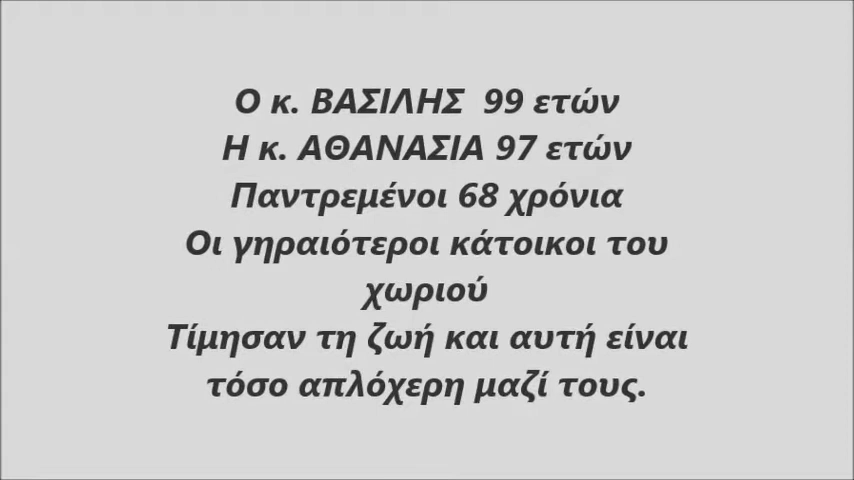 Ο κ. ΒΑΣΙΛΗΣ 99 ετών
Η κ. ΑΘΑΝΑΣΙΑ 97 ετών
Παντρεμένοι 68 χρόνια
Οι γηραιότεροι κάτοικοι του
χωριού
Τίμησαν τη ζωή και αυτή είναι
τόσο απλόχερη μαζί τους.